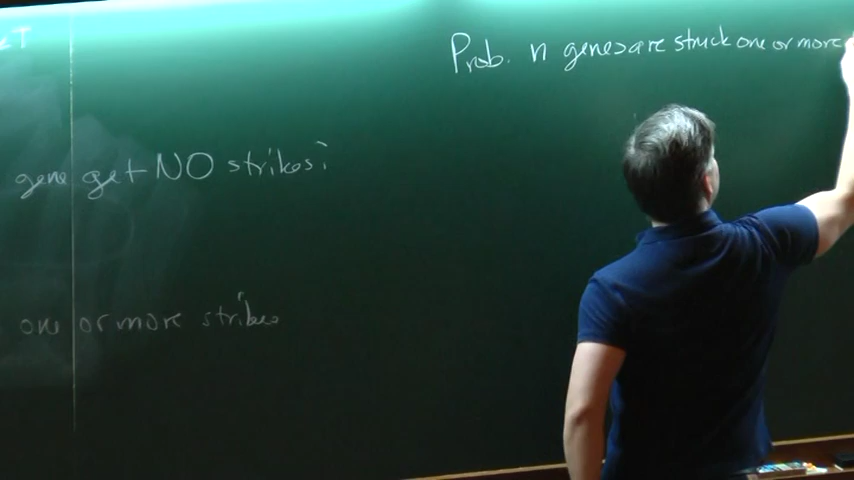 gene get NO strikes:
one or more strikes
Prob. n genes are struck one or more